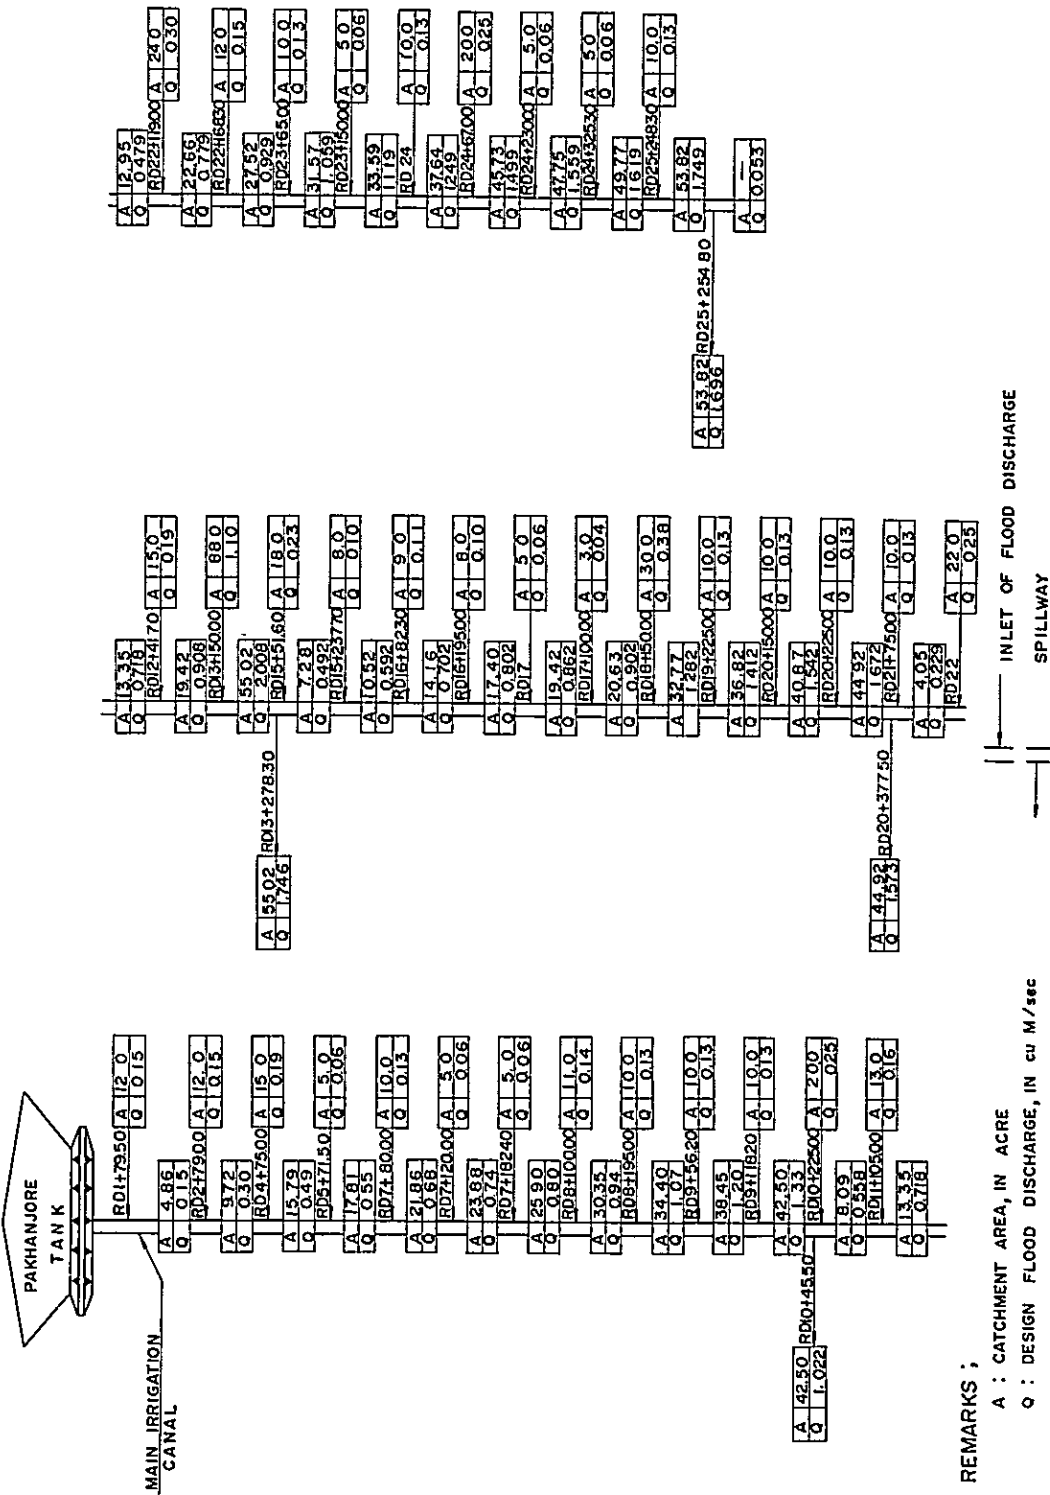 PAKHANJORE
TANK
MAIN IRRIGATION
CANAL
RD1+79.50
A 12.0
Q 0.15
A 4.86
Q 0.15
RD2+79.00
A 12.0
Q 0.15
A 9.72
Q 0.30
RD4+75.00
A 15.0
Q 0.19
A 15.79
Q 0.49
RD5+71.50
A 5.0
Q 0.06
A 17.81
Q 0.55
RD7+80.00
A 10.0
Q 0.13
A 21.86
Q 0.68
RD7+120.00
A 5.0
Q 0.06
A 23.88
Q 0.74
RD7+182.40
A 5.0
Q 0.06
A 25.90
Q 0.80
RD8+100.00
A 11.0
Q 0.14
A 30.35
Q 0.94
RD8+195.00
A 10.0
Q 0.13
A 34.40
Q 1.07
RD9+56.20
A 10.0
Q 0.13
A 38.45
Q 1.20
RD9+118.20
A 10.0
Q 0.13
A 42.50
Q 1.33
A 42.50
Q 1.022
RD10+45.50
RD10+225.00
A 20.0
Q 0.25
A 8.09
Q 0.558
RD11+105.00
A 13.0
Q 0.16
A 13.35
Q 0.718
A 13.35
Q 0.718
RD12+41.70
A 15.0
Q 0.19
A 19.42
Q 0.908
RD13+150.00
A 88.0
Q 1.10
A 55.02
Q 2.008
A 55.02
Q 1.746
RD13+278.30
RD15+51.60
A 18.0
Q 0.23
A 7.28
Q 0.492
RD15+237.70
A 8.0
Q 0.10
A 10.52
Q 0.592
RD16+82.30
A 9.0
Q 0.11
A 14.16
Q 0.702
RD16+195.00
A 8.0
Q 0.10
A 17.40
Q 0.802
RD17
A 5.0
Q 0.06
A 19.42
Q 0.862
RD17+100.00
A 3.0
Q 0.04
A 20.63
Q 0.902
RD18+150.00
A 30.0
Q 0.38
A 32.77
Q 1.282
RD19+225.00
A 10.0
Q 0.13
A 36.82
Q 1.412
RD20+150.00
A 10.0
Q 0.13
A 40.87
Q 1.542
RD20+225.00
A 10.0
Q 0.13
A 44.92
Q 1.672
A 44.92
Q 1.573
RD20+377.50
RD21+75.00
A 10.0
Q 0.13
A 4.05
Q 0.229
RD22
A 22.0
Q 0.25
A 12.95
Q 0.479
RD22+119.00
A 24.0
Q 0.30
A 22.66
Q 0.779
RD22+168.30
A 12.0
Q 0.15
A 27.52
Q 0.929
RD23+65.00
A 10.0
Q 0.13
A 31.57
Q 1.059
RD23+150.00
A 5.0
Q 0.06
A 33.59
Q 1.119
RD24
A 10.0
Q 0.13
A 37.64
Q 1.249
RD24+67.00
A 20.0
Q 0.25
A 45.73
Q 1.499
RD24+230.00
A 5.0
Q 0.06
A 47.75
Q 1.559
RD24+325.30
A 5.0
Q 0.06
A 49.77
Q 1.619
RD25+248.30
A 10.0
Q 0.13
A 53.82
Q 1.749
A 53.82
Q 1.696
RD25+254.80
A —
Q 0.053
REMARKS ;
A : CATCHMENT AREA, IN ACRE
Q : DESIGN FLOOD DISCHARGE, IN cu M/sec
INLET OF FLOOD DISCHARGE
SPILLWAY